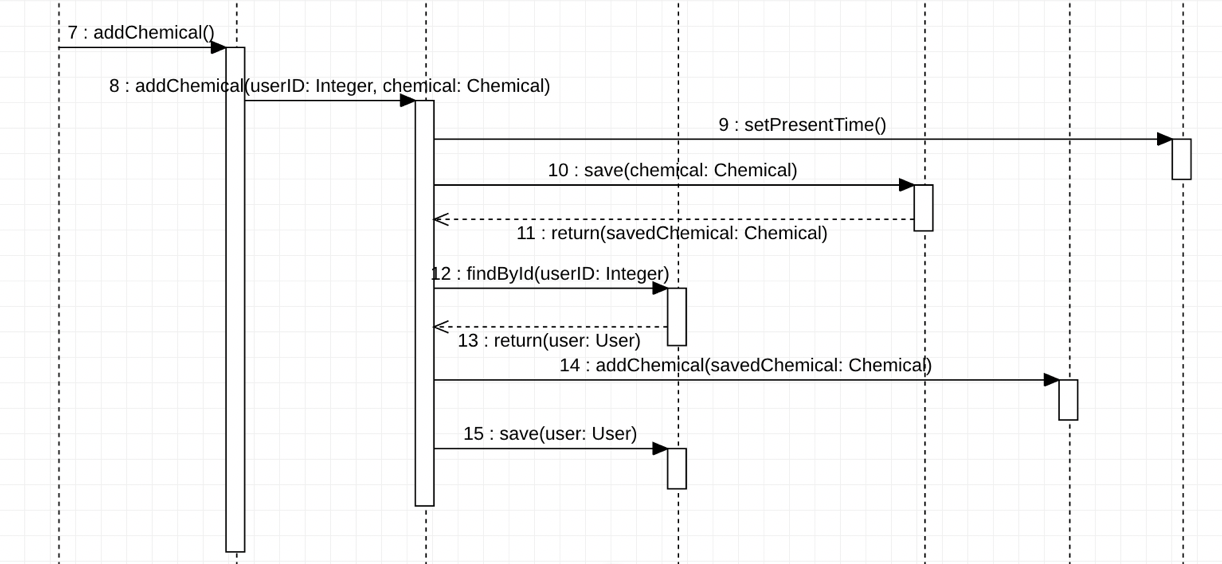 7 : addChemical()
8 : addChemical(userID: Integer, chemical: Chemical)
9 : setPresentTime()
10 : save(chemical: Chemical)
11 : return(savedChemical: Chemical)
12 : findById(userID: Integer)
13 : return(user: User)
14 : addChemical(savedChemical: Chemical)
15 : save(user: User)